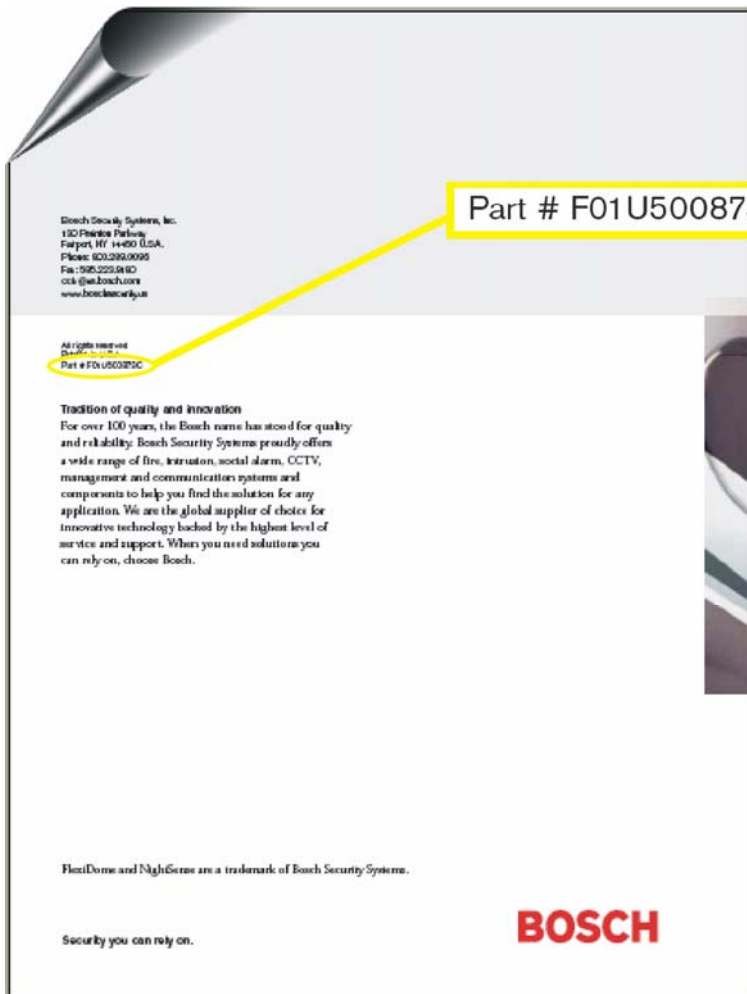 Bosch Security Systems, Inc.
130 Perinton Parkway
Fairport, NY 14450 U.S.A.
Phone: 800.289.0096
Fax: 585.223.9180
www.boschsecurity.us
Part # F01U50087
All rights reserved
Part #
Tradition of quality and innovation
For over 100 years, the Bosch name has stood for quality
and reliability. Bosch Security Systems proudly offers
a wide range of fire, intrusion, social alarm, CCTV,
management and communication systems and
components to help you find the solution for any
application. We are the global supplier of choice for
innovative technology backed by the highest level of
service and support. When you need solutions you
can rely on, choose Bosch.
FlexiDome and NightSense are a trademark of Bosch Security Systems.
Security you can rely on.
BOSCH